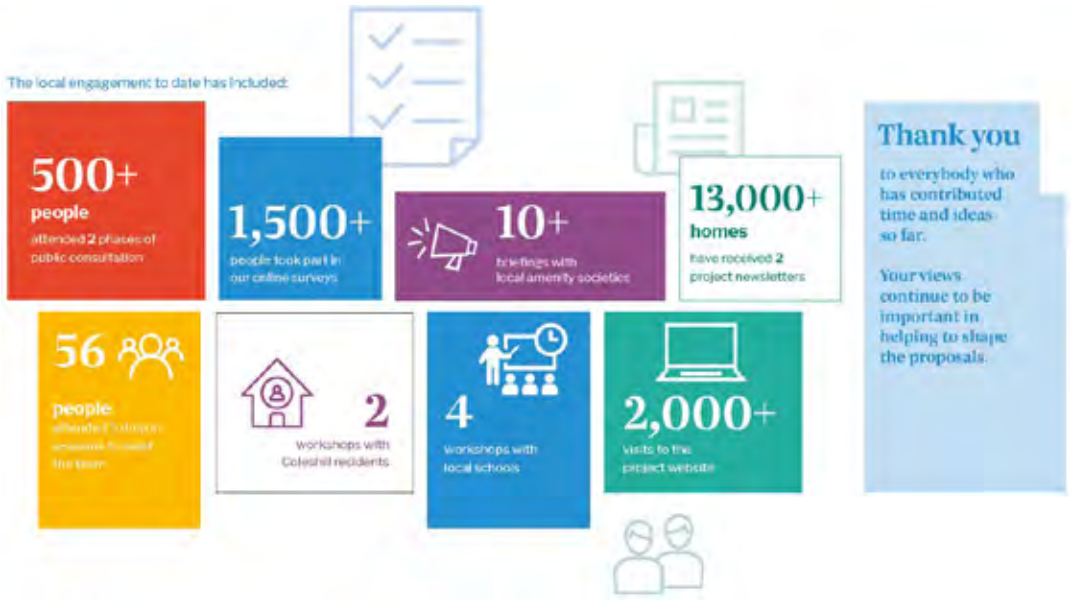 The local engagement to date has included:
500+
people
attended 2 phases of
public consultation
1,500+
people took part in
our online surveys
10+
briefings with
local amenity societies
13,000+
homes
have received 2
project newsletters
56
people
attended
the team
2
workshops with
Coleshill residents
4
workshops with
local schools
2,000+
visits to the
project website
Thank you
to everybody who
has contributed
time and ideas
so far.
Your views
continue to be
important in
helping to shape
the proposals.